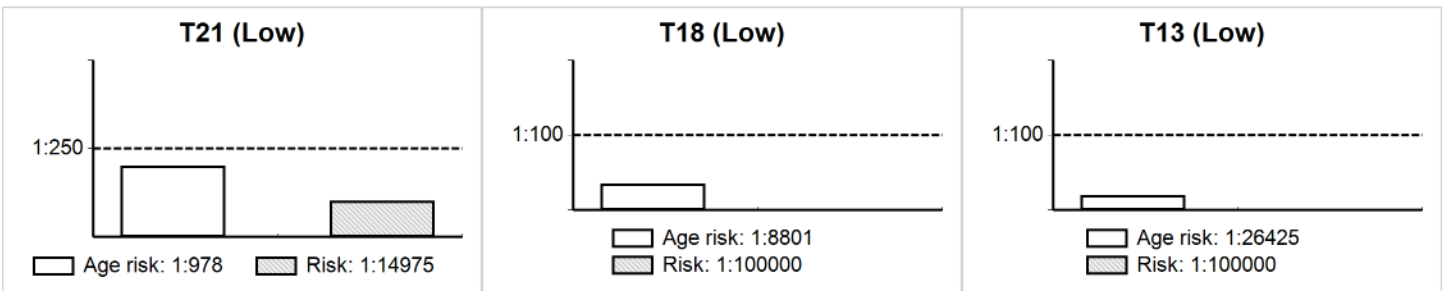 T21 (Low)
1:250
Age risk: 1:978
Risk: 1:14975
T18 (Low)
1:100
Age risk: 1:8801
Risk: 1:100000
T13 (Low)
1:100
Age risk: 1:26425
Risk: 1:100000